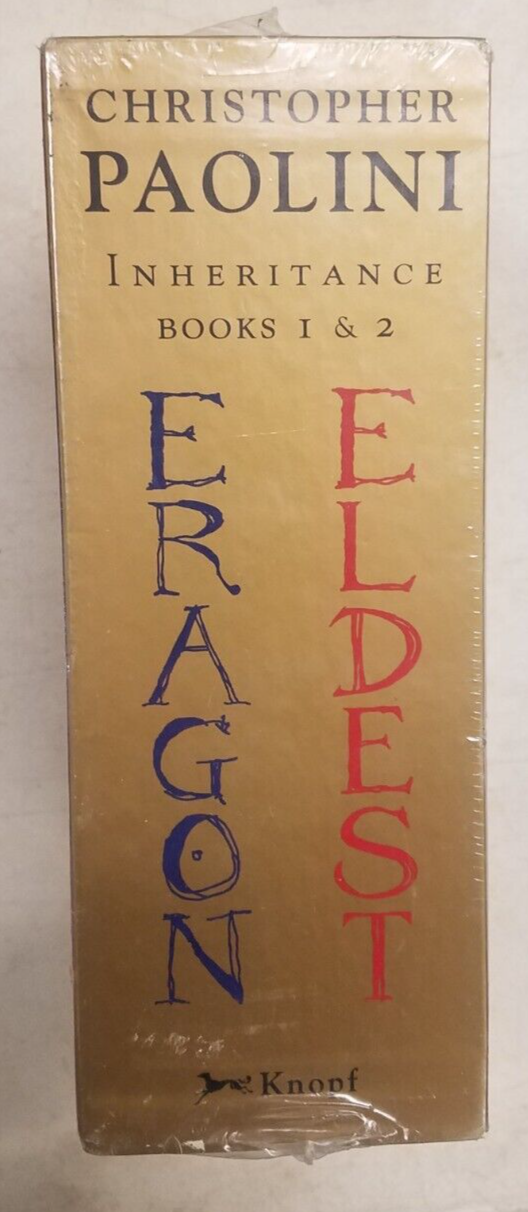 CHRISTOPHER
PAOLINI
INHERITANCE
BOOKS 1 & 2
ERAGON
ELDEST
Knopf